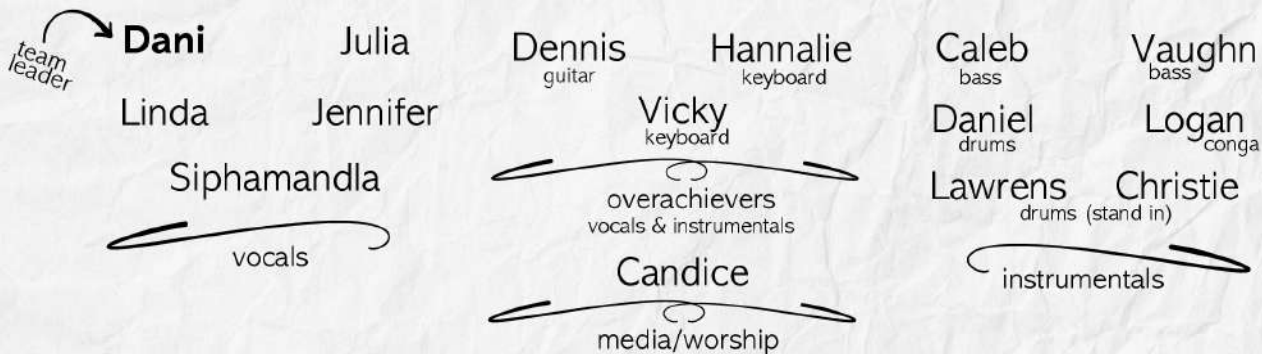 team
leader
Dani
Julia
Linda
Jennifer
Siphamandla
vocals
Dennis
guitar
Hannalie
keyboard
Vicky
keyboard
overachievers
vocals & instrumentals
Candice
media/worship
Caleb
bass
Vaughn
bass
Daniel
drums
Logan
conga
Lawrens Christie
drums (stand in)
instrumentals